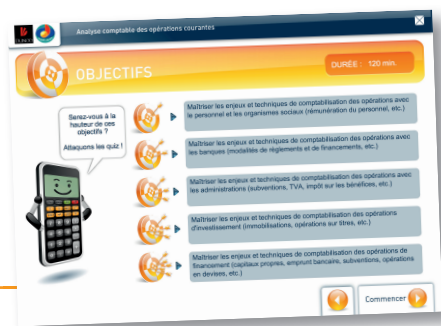 Analyse comptable des opérations courantes
OBJECTIFS
DURÉE : 120 min.
Serez-vous à la
hauteur de ces
objectifs ?
Attaquons les quiz !
Maîtriser les enjeux et techniques de comptabilisation des opérations avec
le personnel et les organismes sociaux (rémunération du personnel, etc.)
Maîtriser les enjeux et techniques de comptabilisation des opérations avec
les banques (modalités de règlements et de financements, etc.)
Maîtriser les enjeux et techniques de comptabilisation des opérations avec
les administrations (subventions, TVA, impôt sur les bénéfices, etc.)
Maîtriser les enjeux et techniques de comptabilisation des opérations
d'investissement (immobilisations, opérations sur titres, etc.)
Maîtriser les enjeux et techniques de comptabilisation des opérations de
financement (capitaux propres, emprunt bancaire, subventions, opérations
en devises, etc.)
Commencer